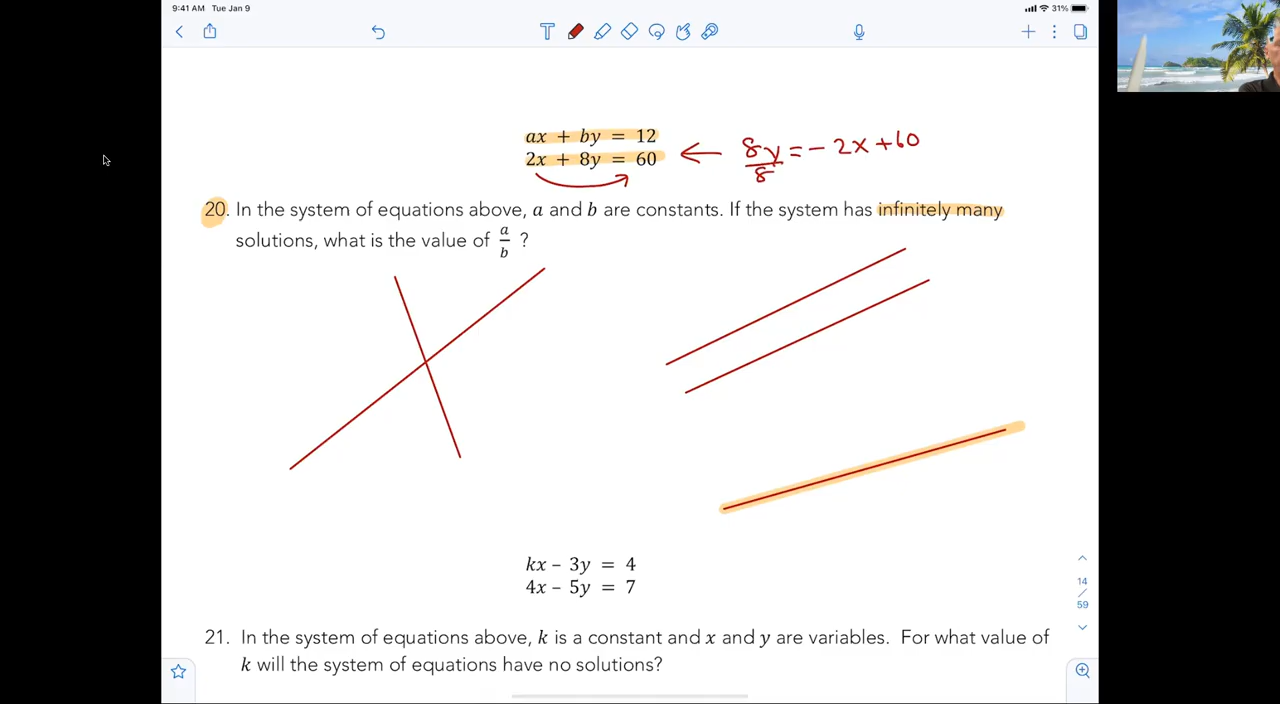 9:41 AM Tue Jan 9
31%
T
ax + by = 12
2x + 8y = 60
8y = - 2x + 60
8
20. In the system of equations above, a and b are constants. If the system has infinitely many
solutions, what is the value of a/b ?
kx − 3y = 4
4x − 5y = 7
14
/
59
21. In the system of equations above, k is a constant and x and y are variables. For what value of
k will the system of equations have no solutions?